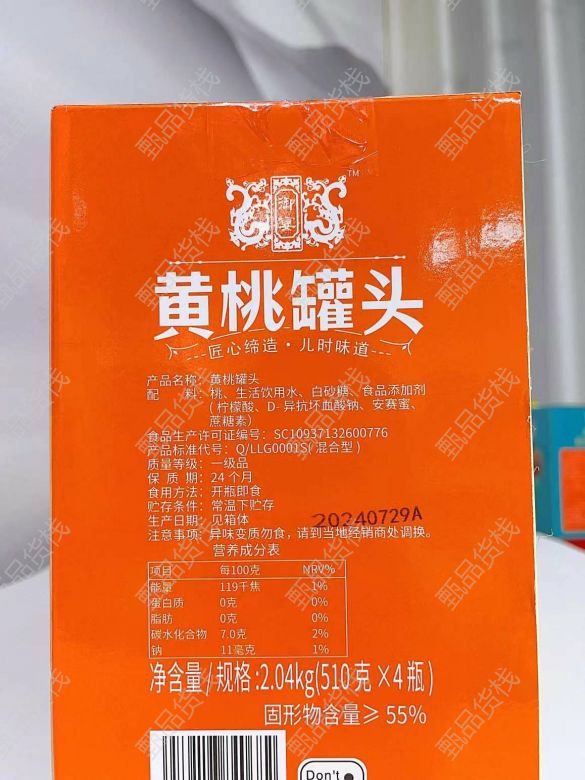 御宴
TM
黄桃罐头
匠心缔造·儿时味道
产品名称：黄桃罐头
配 料：桃、生活饮用水、白砂糖、食品添加剂
(柠檬酸、D-异抗坏血酸钠、安赛蜜、
蔗糖素)
食品生产许可证编号：SC10937132600776
产品标准代号：Q/LLG0001S(混合型)
质量等级：一级品
保 质 期：24个月
食用方法：开瓶即食
贮存条件：常温下贮存
生产日期：见箱体 20240729A
注意事项：异味变质勿食，请到当地经销商处调换。
营养成分表
项目 每100克 NRV%
能量 119千焦 1%
蛋白质 0克 0%
脂肪 0克 0%
碳水化合物 7.0克 2%
钠 11毫克 1%
净含量/规格:2.04kg(510克×4瓶)
固形物含量≥55%
Don't
甄品货栈